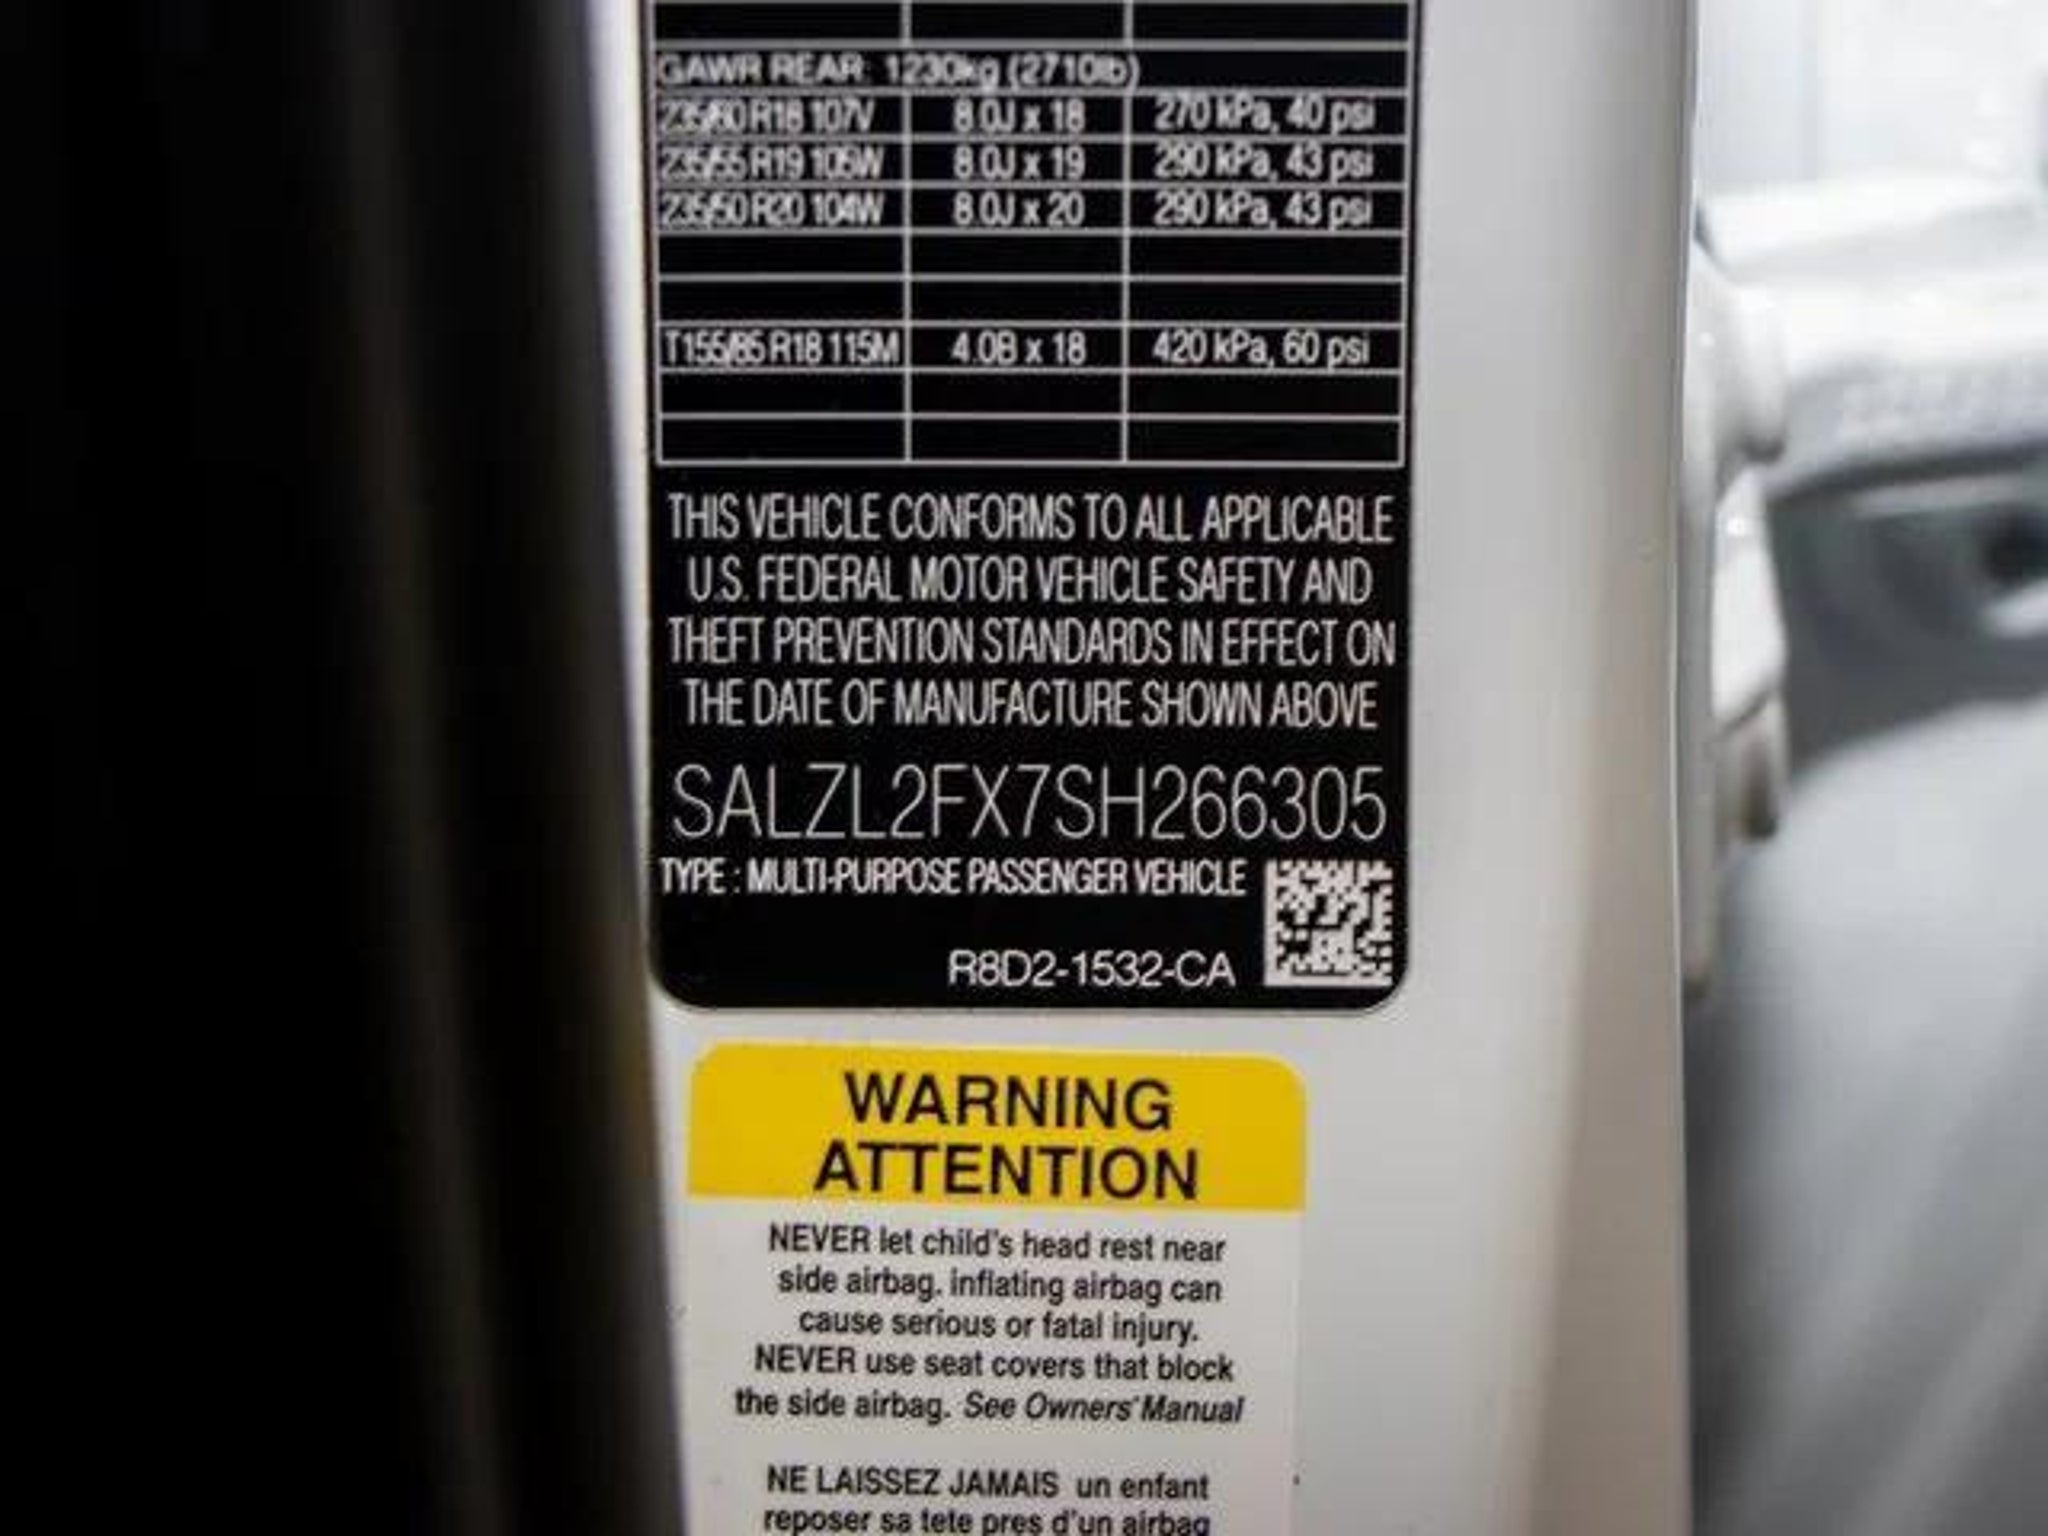 GAWR REAR: 1230kg (2710lb)
235/60 R18 107V 8.0J x 18 270 kPa, 40 psi
235/55 R19 105W 8.0J x 19 290 kPa, 43 psi
235/50 R20 104W 8.0J x 20 290 kPa, 43 psi
T155/85 R18 115M 4.0B x 18 420 kPa, 60 psi
THIS VEHICLE CONFORMS TO ALL APPLICABLE
U.S. FEDERAL MOTOR VEHICLE SAFETY AND
THEFT PREVENTION STANDARDS IN EFFECT ON
THE DATE OF MANUFACTURE SHOWN ABOVE
SALZL2FX7SH266305
TYPE : MULTI-PURPOSE PASSENGER VEHICLE
R8D2-1532-CA
WARNING
ATTENTION
NEVER let child's head rest near
side airbag. inflating airbag can
cause serious or fatal injury.
NEVER use seat covers that block
the side airbag. See Owners' Manual
NE LAISSEZ JAMAIS un enfant
reposer sa tete pres d'un airbag